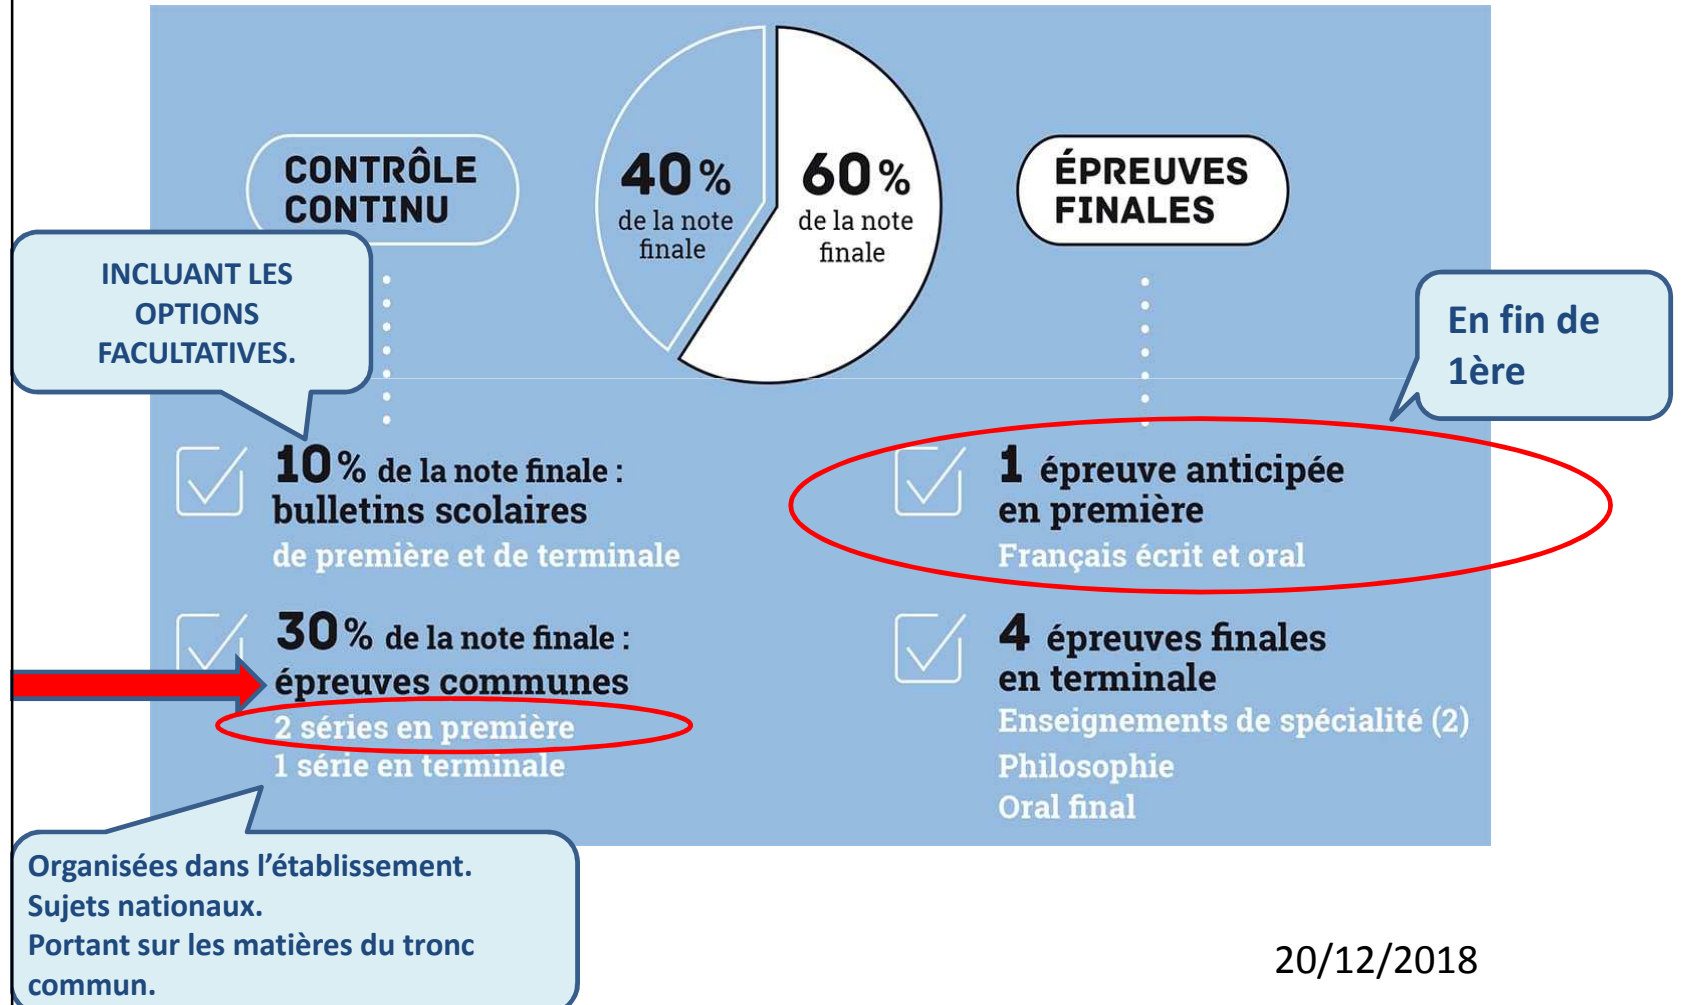 CONTRÔLE
CONTINU
40%
de la note
finale
60%
de la note
finale
ÉPREUVES
FINALES
INCLUANT LES
OPTIONS
FACULTATIVES.
En fin de
1ère
10% de la note finale :
bulletins scolaires
de première et de terminale
30% de la note finale :
épreuves communes
2 séries en première
1 série en terminale
1 épreuve anticipée
en première
Français écrit et oral
4 épreuves finales
en terminale
Enseignements de spécialité (2)
Philosophie
Oral final
Organisées dans l'établissement.
Sujets nationaux.
Portant sur les matières du tronc
commun.
20/12/2018